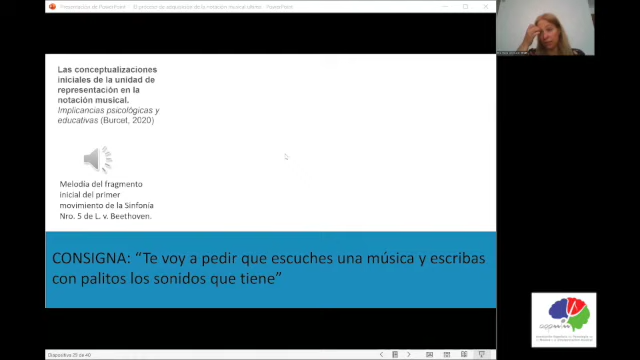 Las conceptualizaciones
iniciales de la unidad de
representación en la
notación musical.
Implicancias psicológicas y
educativas (Burcet, 2020)
Melodía del fragmento
inicial del primer
movimiento de la Sinfonía
Nro. 5 de L. v. Beethoven.
CONSIGNA: “Te voy a pedir que escuches una música y escribas
con palitos los sonidos que tiene”